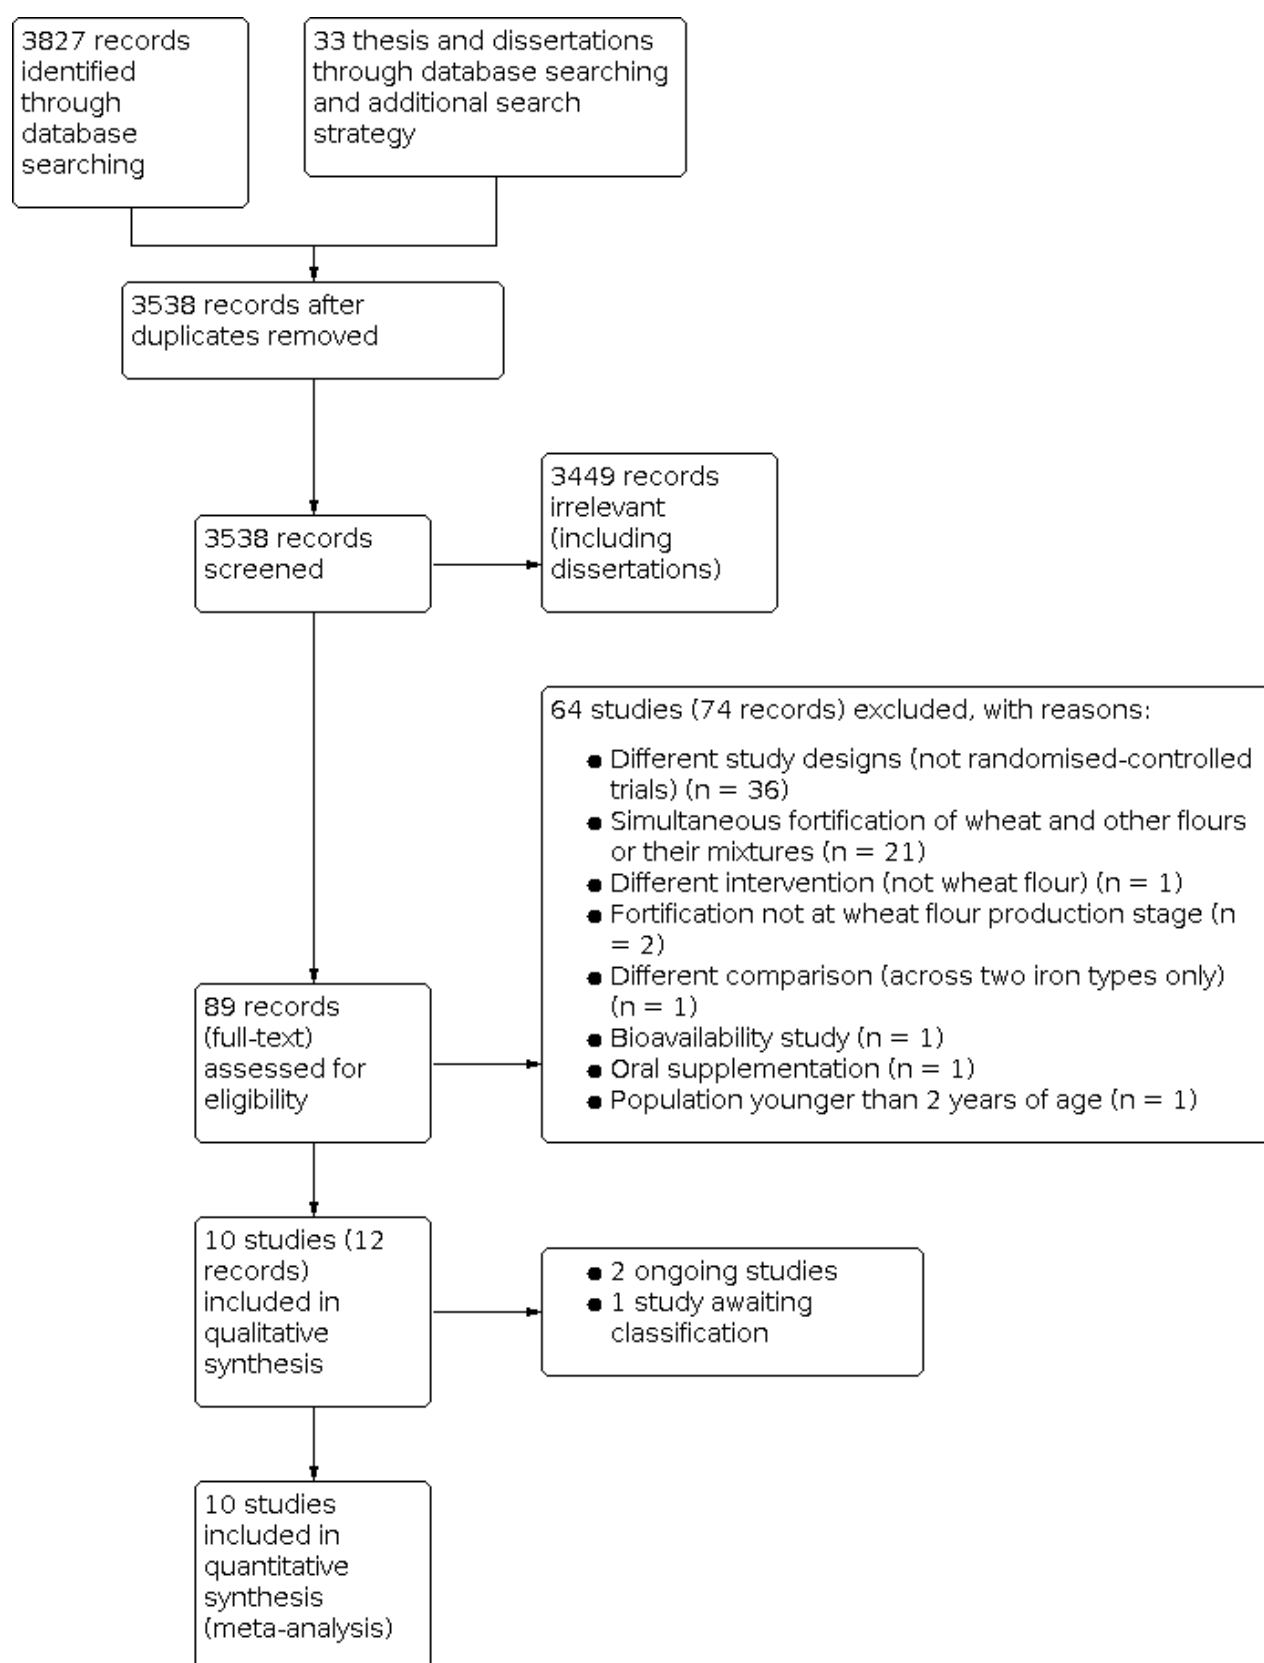 3827 records
identified
through
database
searching
33 thesis and dissertations
through database searching
and additional search
strategy
3538 records after
duplicates removed
3538 records
screened
3449 records
irrelevant
(including
dissertations)
89 records
(full-text)
assessed for
eligibility
64 studies (74 records) excluded, with reasons:
● Different study designs (not randomised-controlled
trials) (n = 36)
● Simultaneous fortification of wheat and other flours
or their mixtures (n = 21)
● Different intervention (not wheat flour) (n = 1)
● Fortification not at wheat flour production stage (n
= 2)
● Different comparison (across two iron types only)
(n = 1)
● Bioavailability study (n = 1)
● Oral supplementation (n = 1)
● Population younger than 2 years of age (n = 1)
10 studies (12
records)
included in
qualitative
synthesis
● 2 ongoing studies
● 1 study awaiting
classification
10 studies
included in
quantitative
synthesis
(meta-analysis)